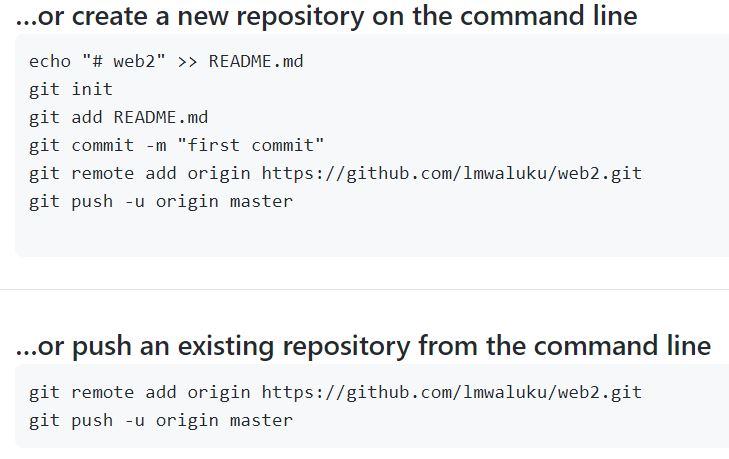 ...or create a new repository on the command line
echo "# web2" >> README.md
git init
git add README.md
git commit -m "first commit"
git remote add origin https://github.com/lmwaluku/web2.git
git push -u origin master
...or push an existing repository from the command line
git remote add origin https://github.com/lmwaluku/web2.git
git push -u origin master